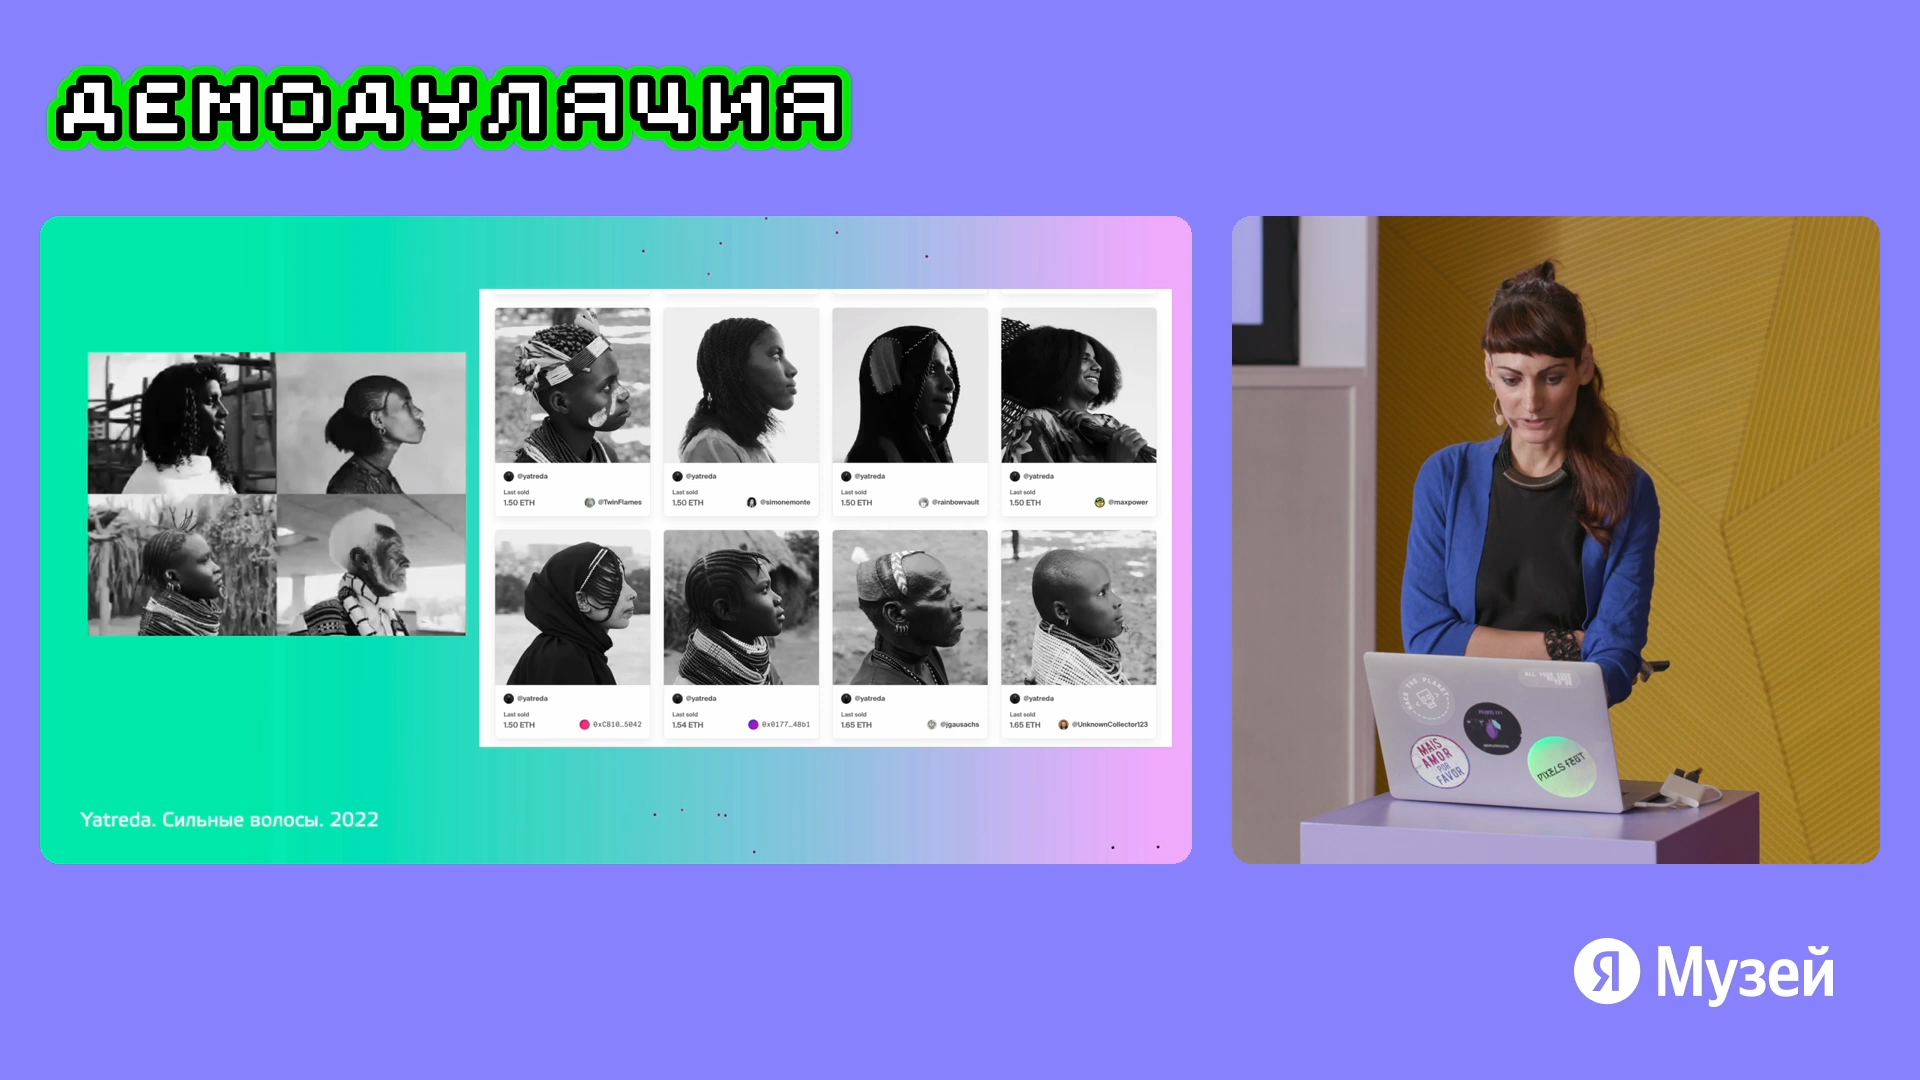 ДЕМОДУЛЯЦИЯ
@yatreda
Last sold
1.50 ETH @TwinFlames
@yatreda
Last sold
1.50 ETH @simonemonte
@yatreda
Last sold
1.50 ETH @rainbowvault
@yatreda
Last sold
1.50 ETH @maxpower
@yatreda
Last sold
1.50 ETH 0xC810…5042
@yatreda
Last sold
1.54 ETH 0x0177…48b1
@yatreda
Last sold
1.65 ETH @jgausachs
@yatreda
Last sold
1.65 ETH @UnknownCollector123
Yatreda. Сильные волосы. 2022
HACK THE PLANET
MAIS
AMOR
POR
FAVOR
PIXELS FEST
Я Музей